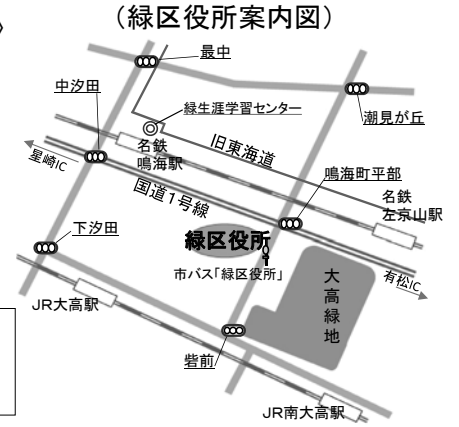 (緑区役所案内図)
最中
中汐田
潮見が丘
緑生涯学習センター
名鉄
鳴海駅
旧東海道
星崎IC
鳴海町平部
国道1号線
名鉄
左京山駅
下汐田
緑区役所
市バス「緑区役所」
有松IC
大高緑地
JR大高駅
砦前
JR南大高駅